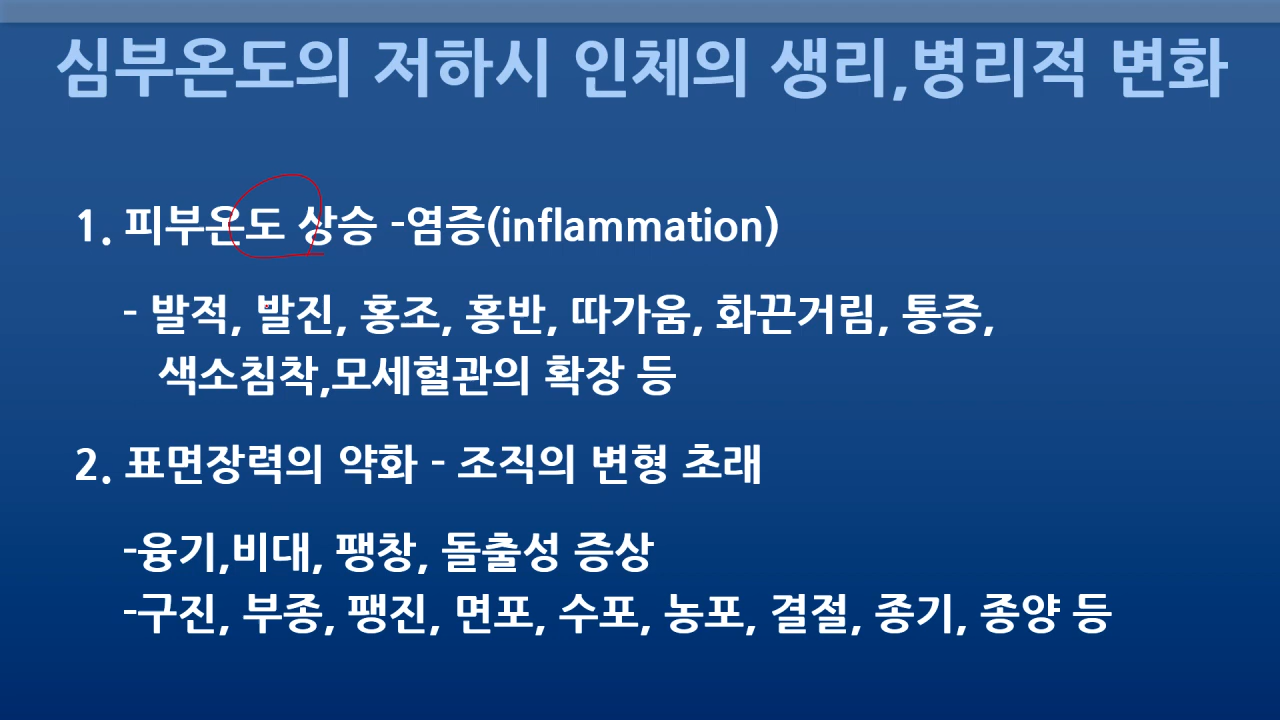 심부온도의 저하시 인체의 생리,병리적 변화
1. 피부온도 상승 -염증(inflammation)
- 발적, 발진, 홍조, 홍반, 따가움, 화끈거림, 통증,
색소침착,모세혈관의 확장 등
2. 표면장력의 약화 - 조직의 변형 초래
-융기,비대, 팽창, 돌출성 증상
-구진, 부종, 팽진, 면포, 수포, 농포, 결절, 종기, 종양 등